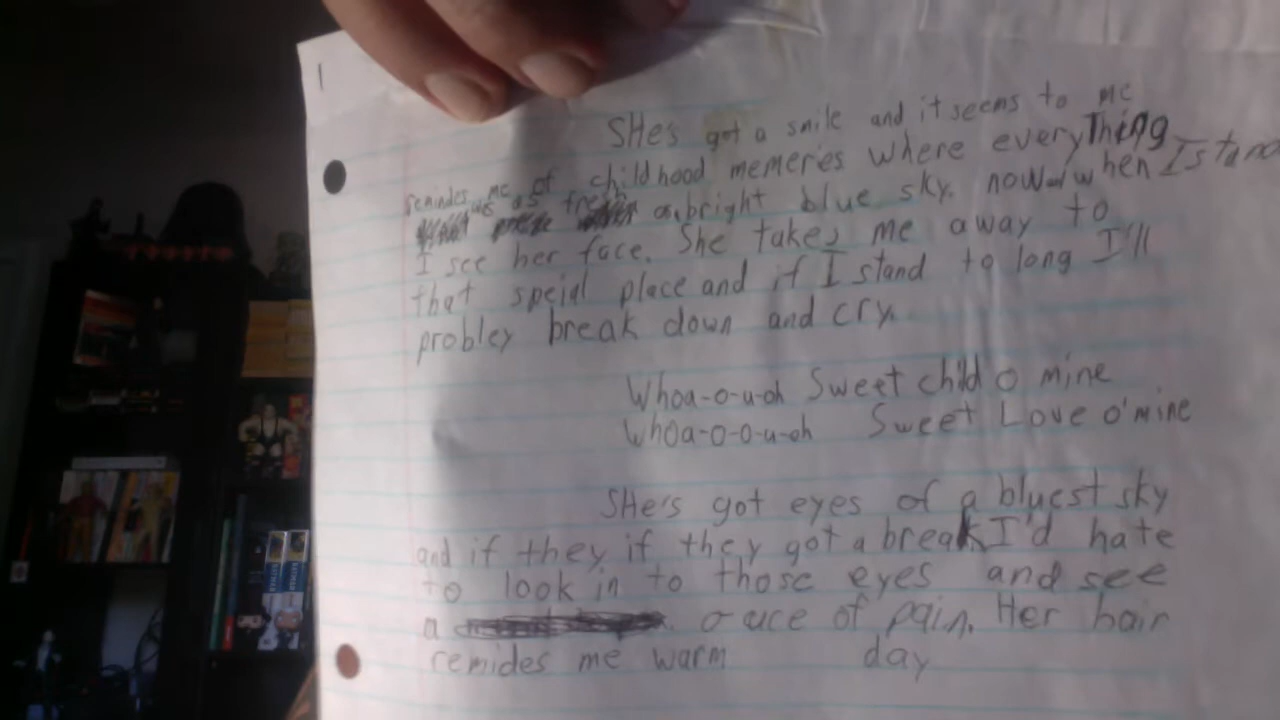 SHe's got a smile and it seems to me
remindes me of childhood memeries where everyThing
was as fresh as bright blue sky. now when I stand
I see her face. She takes me away to
that speial place and if I stand to long I'll
probley break down and cry.
Whoa-o-u-oh Sweet child o mine
Whoa-o-o-u-oh Sweet Love o'mine
SHe's got eyes of a bluest sky
and if they if they got a break I'd hate
to look in to those eyes and see
a of pain. Her hair
remides me warm day